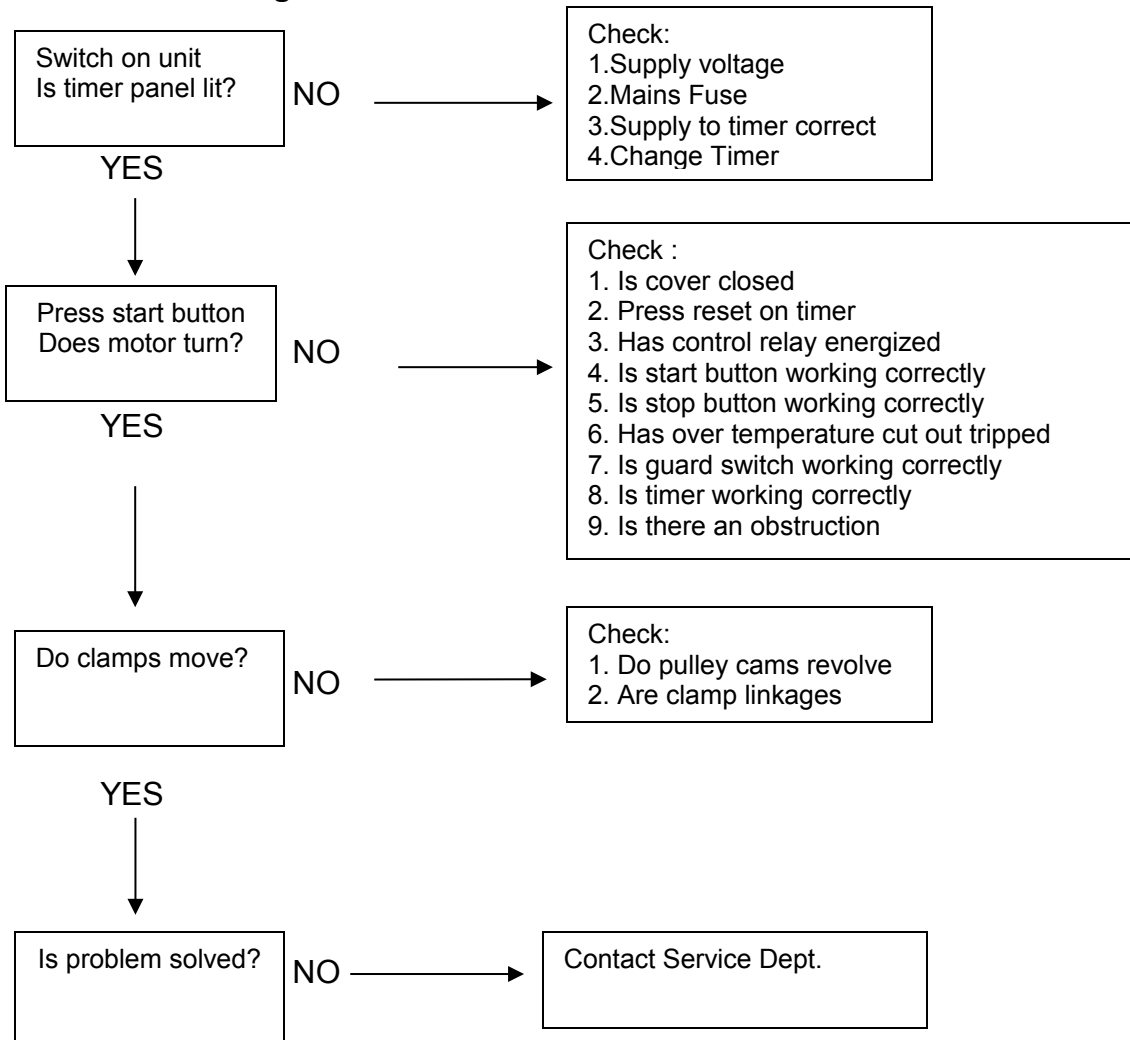 Switch on unit
Is timer panel lit?
NO
Check:
1.Supply voltage
2.Mains Fuse
3.Supply to timer correct
4.Change Timer
YES
Press start button
Does motor turn?
NO
Check :
1. Is cover closed
2. Press reset on timer
3. Has control relay energized
4. Is start button working correctly
5. Is stop button working correctly
6. Has over temperature cut out tripped
7. Is guard switch working correctly
8. Is timer working correctly
9. Is there an obstruction
YES
Do clamps move?
NO
Check:
1. Do pulley cams revolve
2. Are clamp linkages
YES
Is problem solved?
NO
Contact Service Dept.